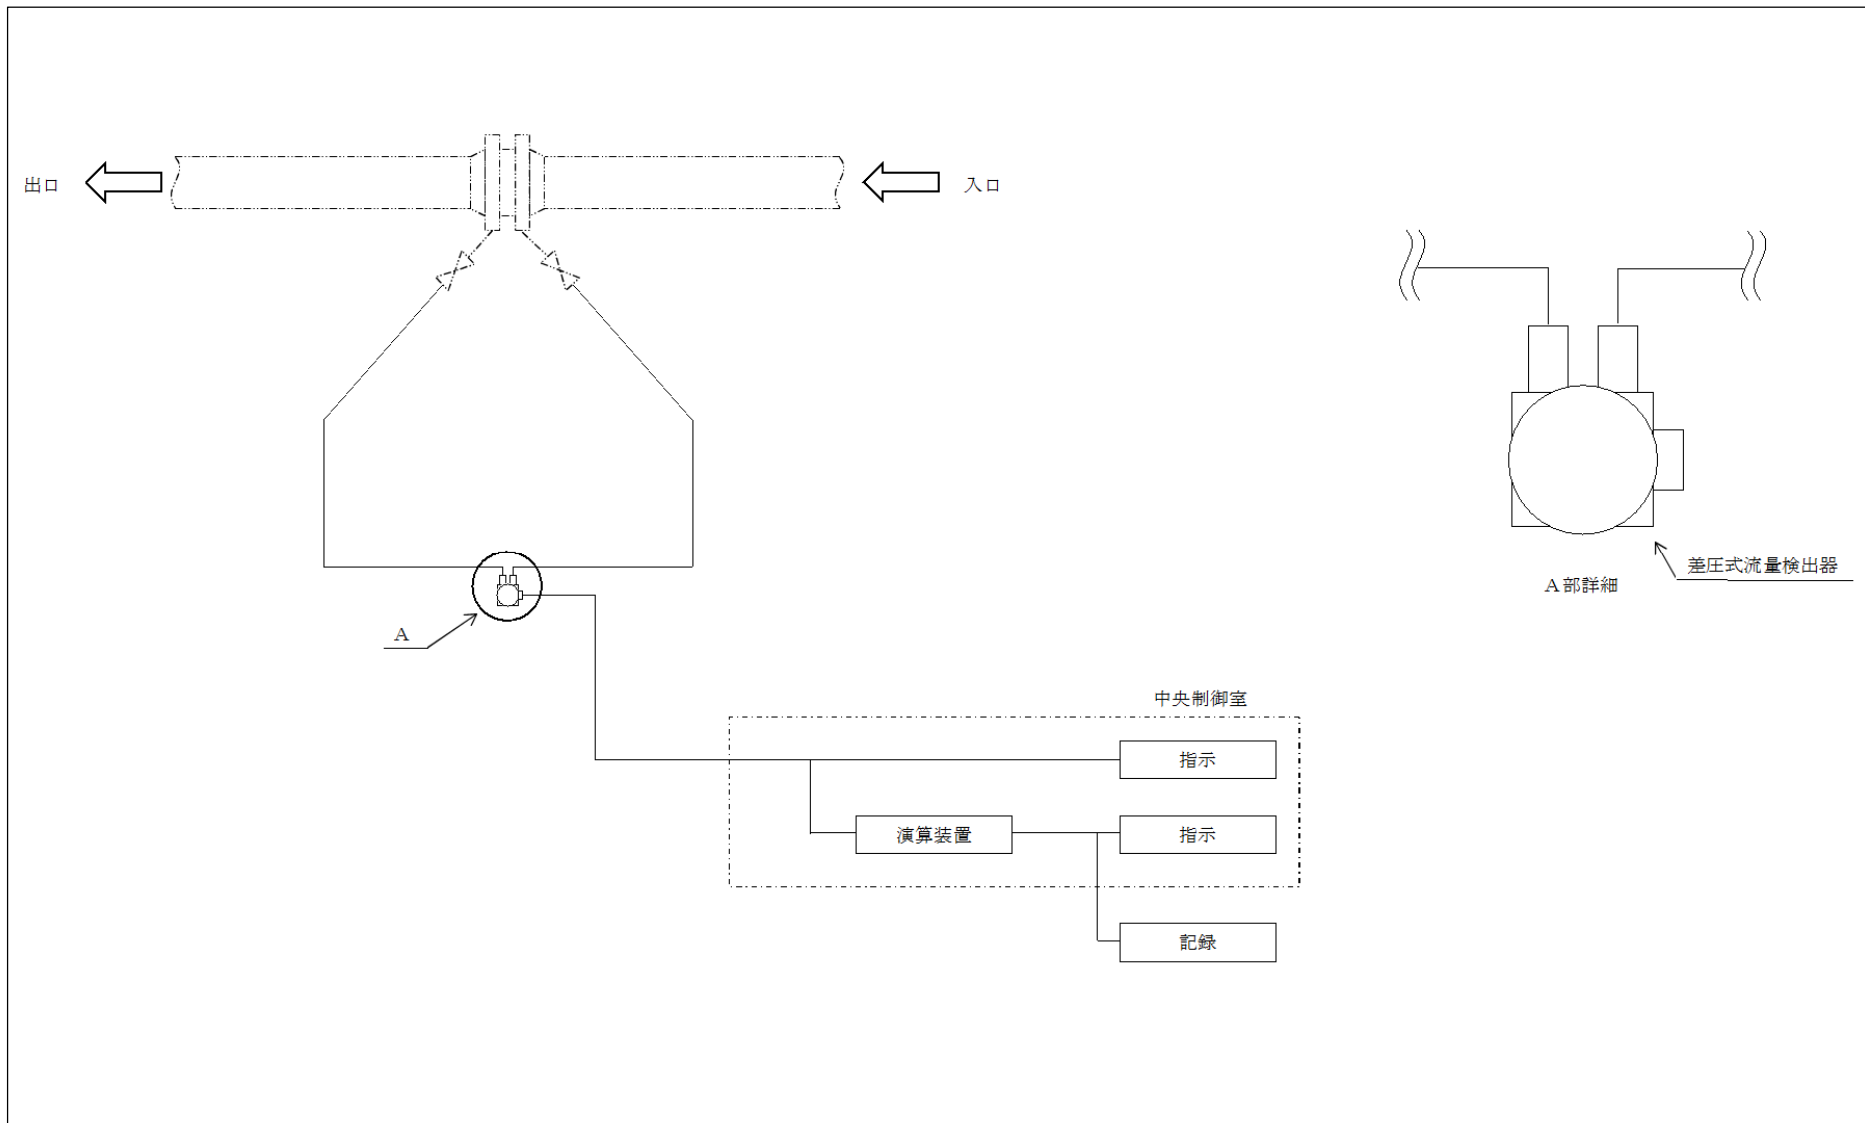 出口
入口
差圧式流量検出器
A部詳細
A
中央制御室
指示
演算装置
指示
記録